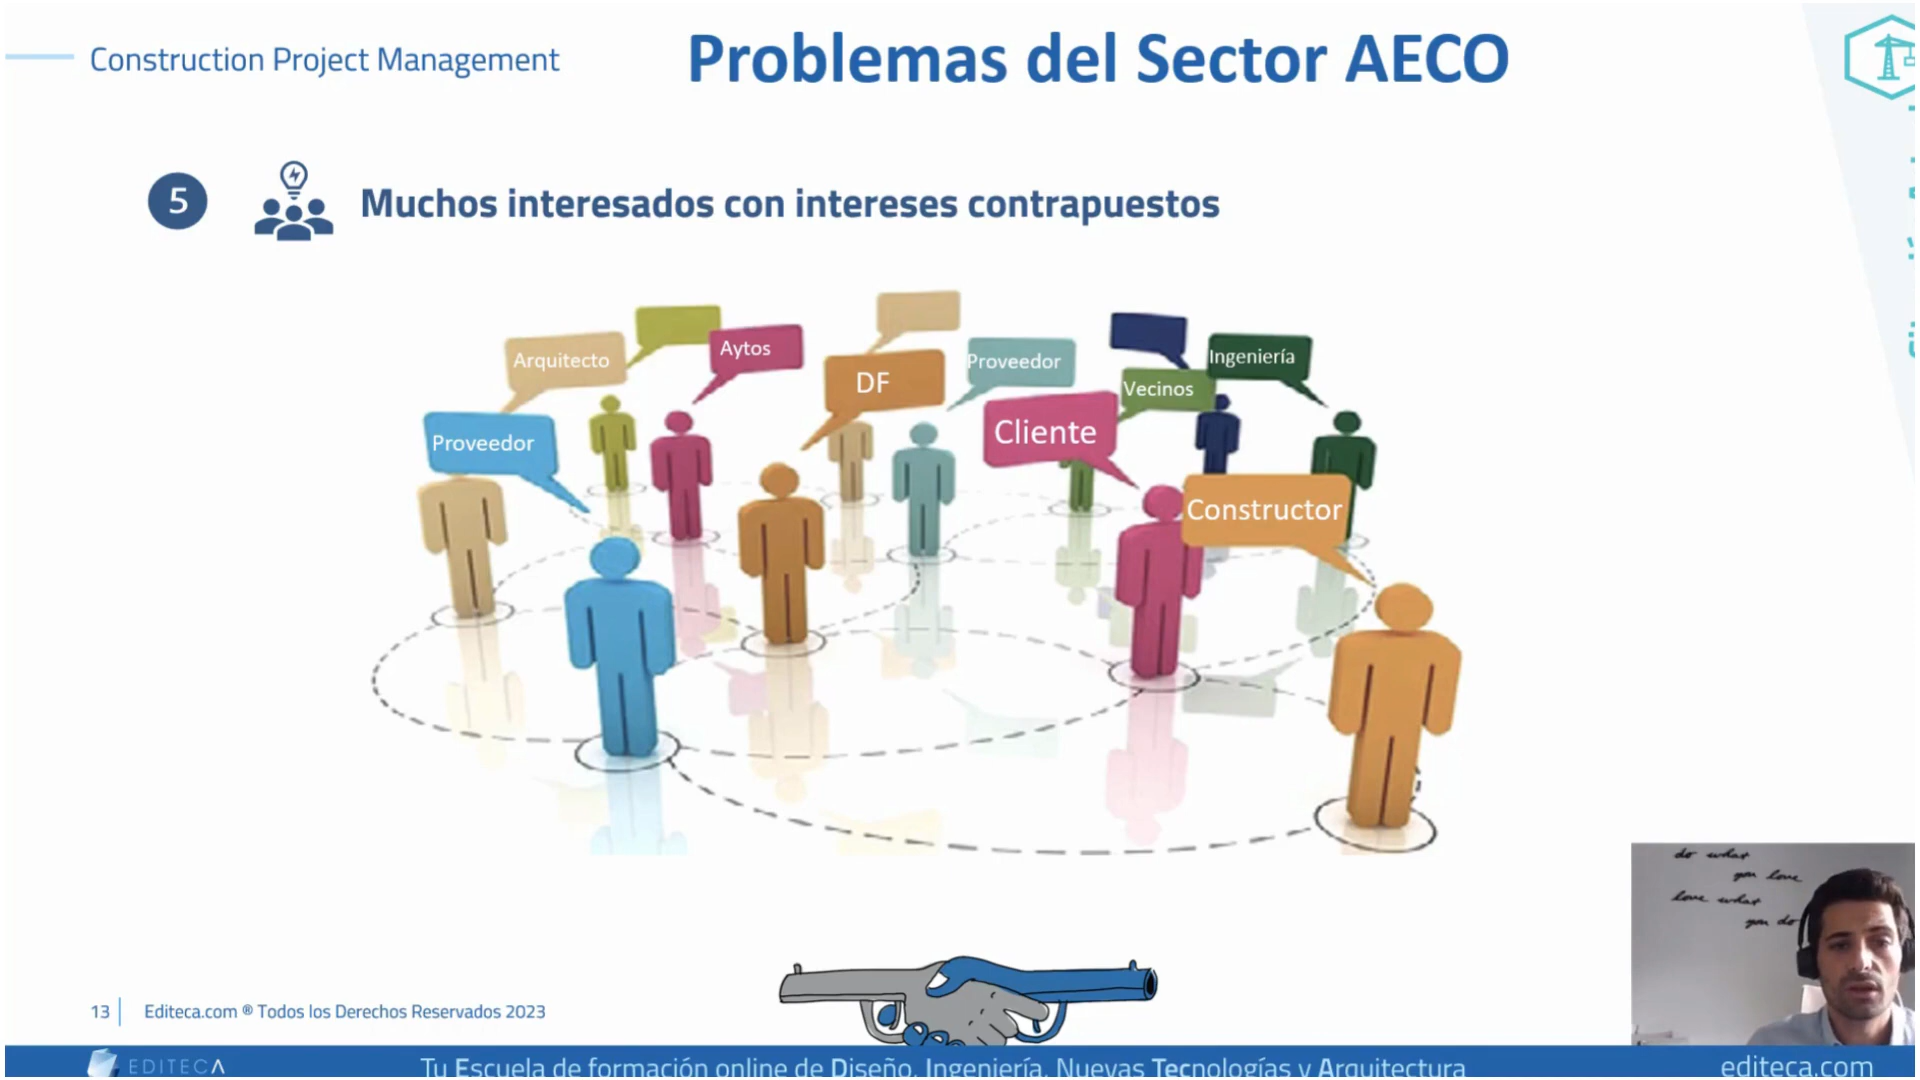 Construction Project Management
Problemas del Sector AECO
5
Muchos interesados con intereses contrapuestos
Arquitecto
Aytos
DF
Proveedor
Ingeniería
Vecinos
Proveedor
Cliente
Constructor
do what
you love
love what
you do
13
Editeca.com ® Todos los Derechos Reservados 2023
EDITECA
Tu Escuela de formación online de Diseño, Ingeniería, Nuevas Tecnologías y Arquitectura
editeca.com